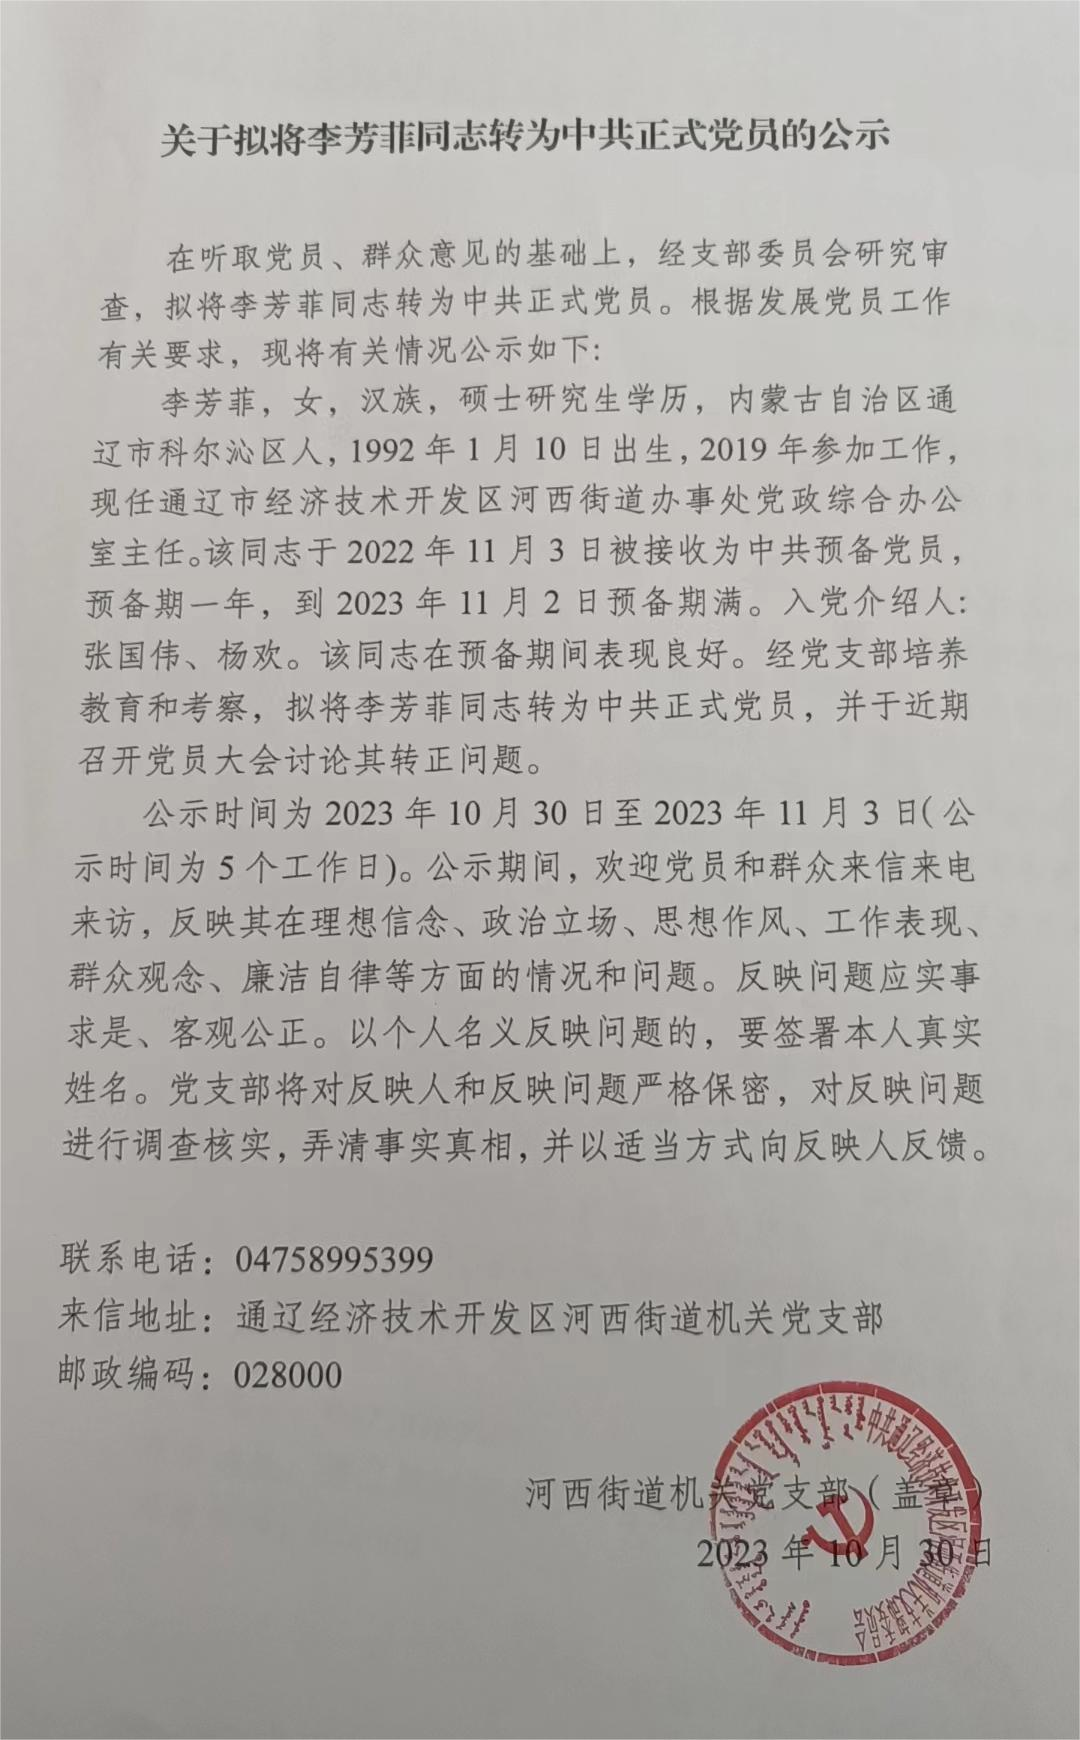 关于拟将李芳菲同志转为中共正式党员的公示
在听取党员、群众意见的基础上，经支部委员会研究审
查，拟将李芳菲同志转为中共正式党员。根据发展党员工作
有关要求，现将有关情况公示如下:
李芳菲，女，汉族，硕士研究生学历，内蒙古自治区通
辽市科尔沁区人，1992年1月10日出生，2019年参加工作，
现任通辽市经济技术开发区河西街道办事处党政综合办公
室主任。该同志于2022年11月3日被接收为中共预备党员，
预备期一年，到2023年11月2日预备期满。入党介绍人:
张国伟、杨欢。该同志在预备期间表现良好。经党支部培养
教育和考察，拟将李芳菲同志转为中共正式党员，并于近期
召开党员大会讨论其转正问题。
公示时间为2023年10月30日至2023年11月3日(公
示时间为5个工作日)。公示期间，欢迎党员和群众来信来电
来访，反映其在理想信念、政治立场、思想作风、工作表现、
群众观念、廉洁自律等方面的情况和问题。反映问题应实事
求是、客观公正。以个人名义反映问题的，要签署本人真实
姓名。党支部将对反映人和反映问题严格保密，对反映问题
进行调查核实，弄清事实真相，并以适当方式向反映人反馈。
联系电话：04758995399
来信地址：通辽经济技术开发区河西街道机关党支部
邮政编码：028000
河西街道机关党支部（盖章）
2023年10月30日
中共通辽经济技术开发区河西街道机关支部委员会